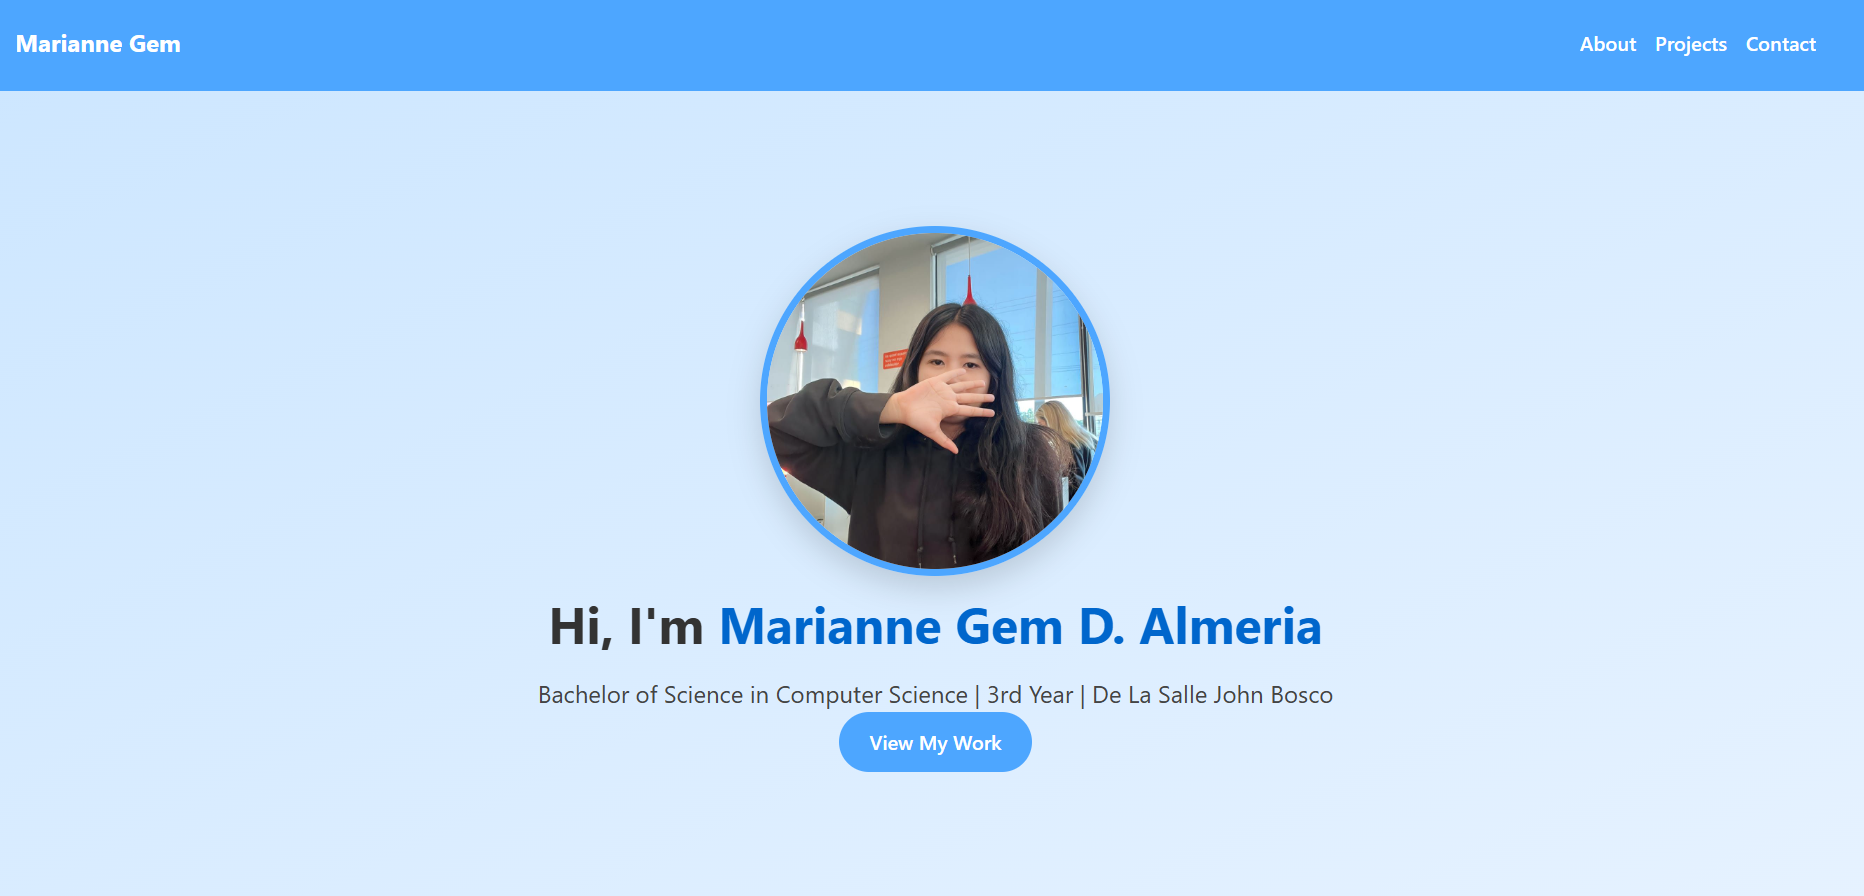 Marianne Gem
About Projects Contact
Hi, I'm Marianne Gem D. Almeria
Bachelor of Science in Computer Science | 3rd Year | De La Salle John Bosco
View My Work